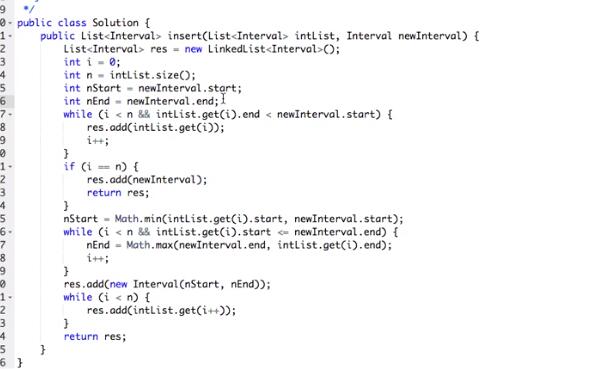 9 */
0- public class Solution {
1- public List<Interval> insert(List<Interval> intList, Interval newInterval) {
2 List<Interval> res = new LinkedList<Interval>();
3 int i = 0;
4 int n = intList.size();
5 int nStart = newInterval.start;
6 int nEnd = newInterval.end;
7- while (i < n && intList.get(i).end < newInterval.start) {
8 res.add(intList.get(i));
9 i++;
0 }
1- if (i == n) {
2 res.add(newInterval);
3 return res;
4 }
5 nStart = Math.min(intList.get(i).start, newInterval.start);
6- while (i < n && intList.get(i).start <= newInterval.end) {
7 nEnd = Math.max(newInterval.end, intList.get(i).end);
8 i++;
9 }
0 res.add(new Interval(nStart, nEnd));
1- while (i < n) {
2 res.add(intList.get(i++));
3 }
4 return res;
5 }
6 }